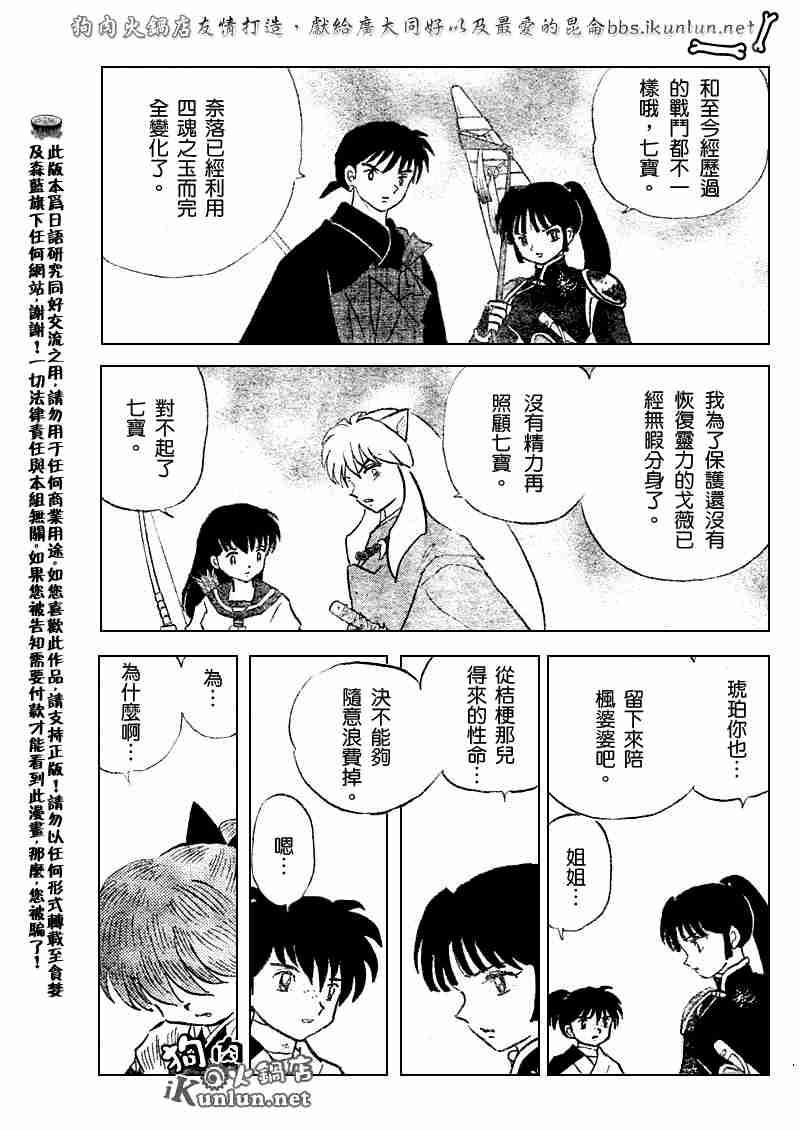 狗肉火鍋店友情打造，獻給廣大同好以及最愛的昆侖bbs.ikunlun.net
和至今經歷過
的戰鬥都不一
樣哦，七寶。
奈落已經利用
四魂之玉而完
全變化了。
我為了保護還沒有
恢復靈力的戈薇已
經無暇分身了。
沒有精力再
照顧七寶。
對不起了
七寶。
琥珀你也…
留下來陪
楓婆婆吧。
姐姐…
從桔梗那兒
得來的性命…
決不能夠
隨意浪費掉。
嗯…
為…
為什麼啊…
此版本爲日語研究同好交流之用，請勿用于任何商業用途。如您喜歡此作品，請支持正版！請勿以任何形式轉載至貪婪
及森藍旗下任何網站，謝謝！一切法律責任與本組無關。如果您被告知需要付款才能看到此漫畫，那麼，您被騙了！
狗肉
火鍋店
iKunlun.net